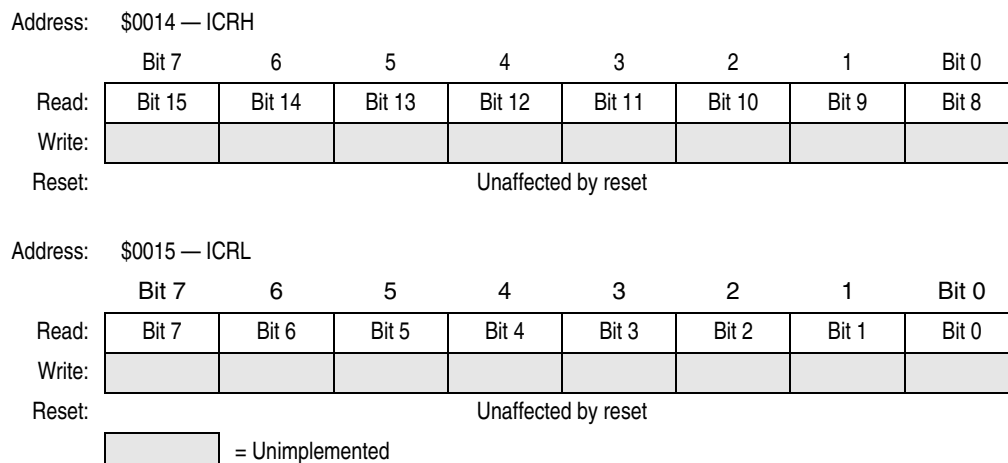 Address: $0014 — ICRH
Bit 7 6 5 4 3 2 1 Bit 0
Read: Bit 15 Bit 14 Bit 13 Bit 12 Bit 11 Bit 10 Bit 9 Bit 8
Write:
Reset: Unaffected by reset
Address: $0015 — ICRL
Bit 7 6 5 4 3 2 1 Bit 0
Read: Bit 7 Bit 6 Bit 5 Bit 4 Bit 3 Bit 2 Bit 1 Bit 0
Write:
Reset: Unaffected by reset
= Unimplemented